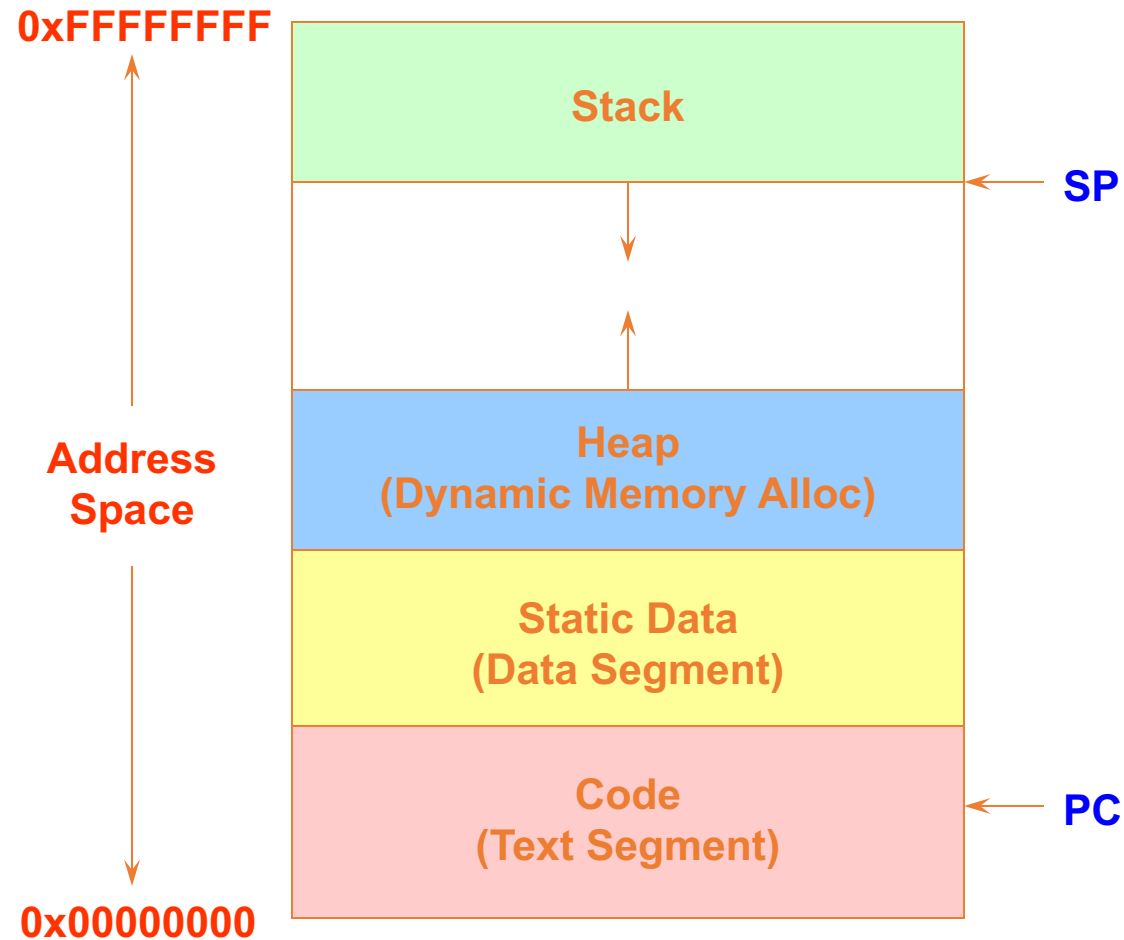 0xFFFFFFFF
Stack
SP
Heap
(Dynamic Memory Alloc)
Address
Space
Static Data
(Data Segment)
Code
(Text Segment)
PC
0x00000000